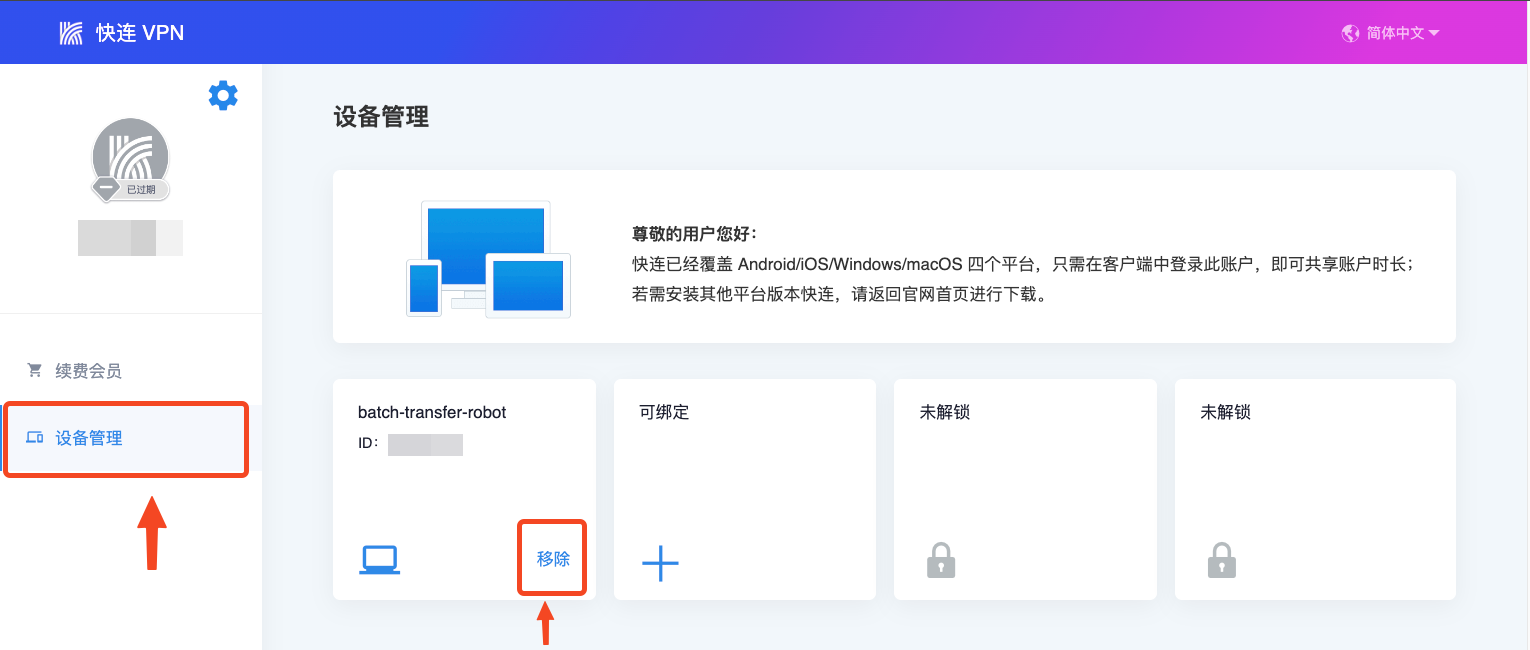 快连 VPN
简体中文
已过期
续费会员
设备管理
设备管理
尊敬的用户您好：
快连已经覆盖 Android/iOS/Windows/macOS 四个平台，只需在客户端中登录此账户，即可共享账户时长；
若需安装其他平台版本快连，请返回官网首页进行下载。
batch-transfer-robot
ID：
移除
可绑定
未解锁
未解锁